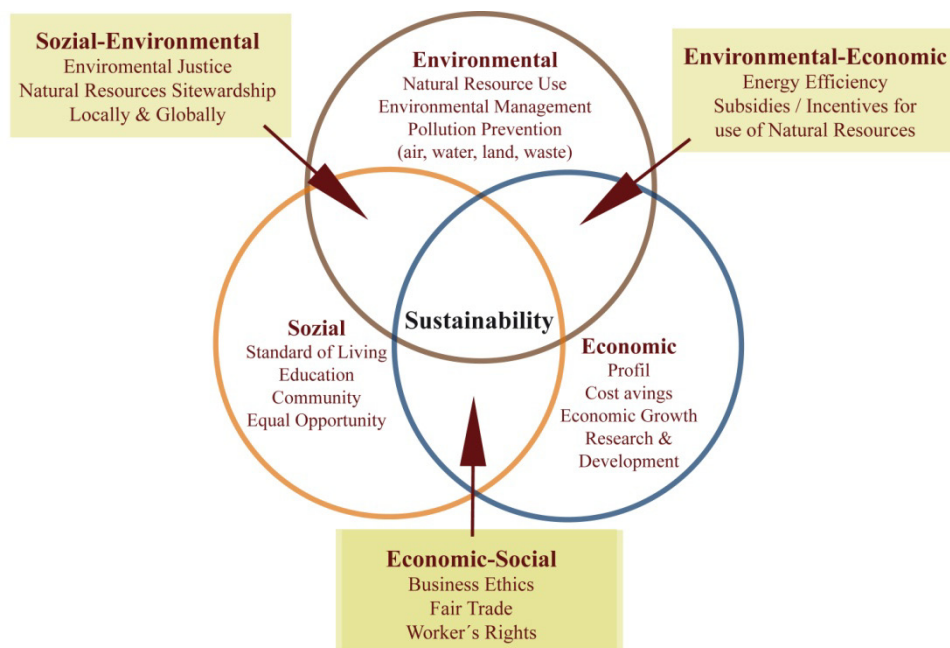 Sozial-Environmental
Enviromental Justice
Natural Resources Sitewardship
Locally & Globally
Environmental
Natural Resource Use
Environmental Management
Pollution Prevention
(air, water, land, waste)
Environmental-Economic
Energy Efficiency
Subsidies / Incentives for
use of Natural Resources
Sustainability
Sozial
Standard of Living
Education
Community
Equal Opportunity
Economic
Profil
Cost avings
Economic Growth
Research &
Development
Economic-Social
Business Ethics
Fair Trade
Worker´s Rights